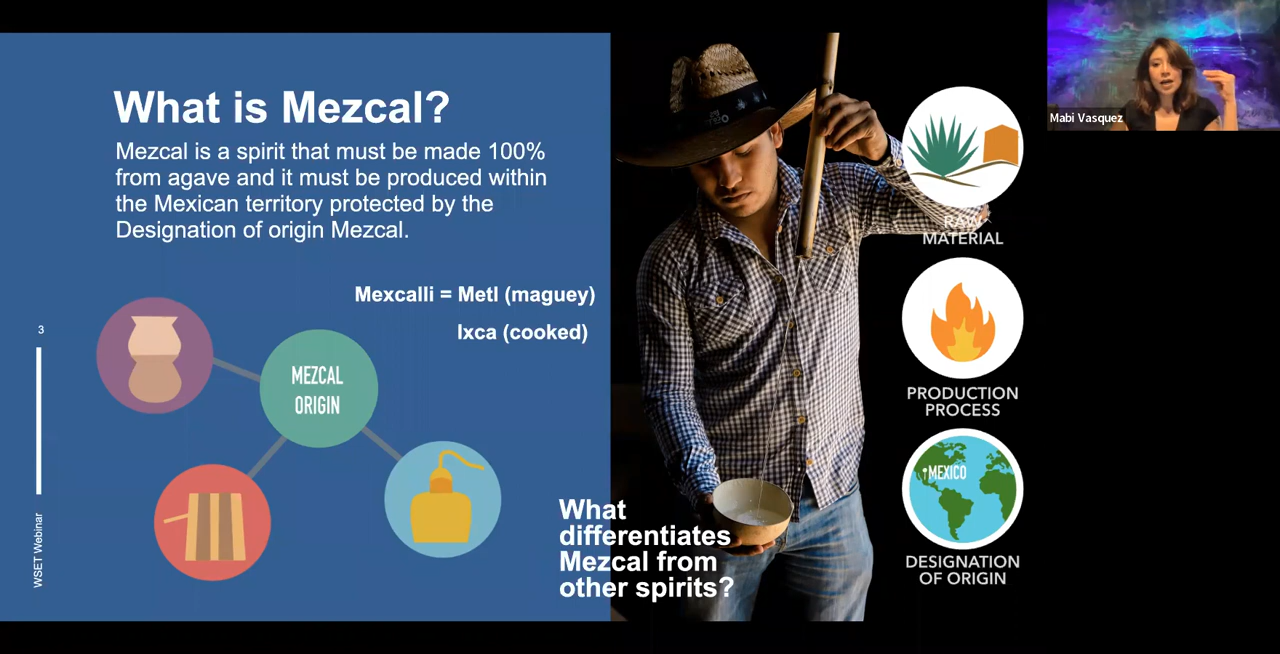 What is Mezcal?
Mezcal is a spirit that must be made 100%
from agave and it must be produced within
the Mexican territory protected by the
Designation of origin Mezcal.
Mexcalli = Metl (maguey)
Ixca (cooked)
3
MEZCAL
ORIGIN
WSET Webinar
What
differentiates
Mezcal from
other spirits?
RAW
MATERIAL
PRODUCTION
PROCESS
MEXICO
DESIGNATION
OF ORIGIN
Mabi Vasquez